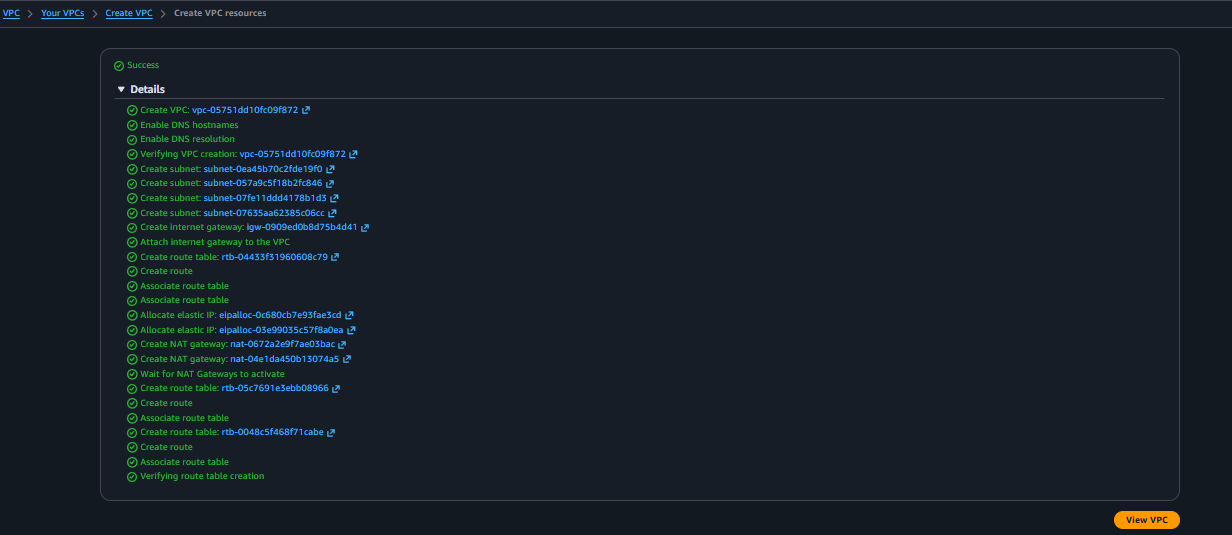 VPC > Your VPCs > Create VPC > Create VPC resources
Success
Details
Create VPC: vpc-05751dd10fc09f872
Enable DNS hostnames
Enable DNS resolution
Verifying VPC creation: vpc-05751dd10fc09f872
Create subnet: subnet-0ea45b70c2fde19f0
Create subnet: subnet-057a9c5f18b2fc846
Create subnet: subnet-07fe11ddd4178b1d3
Create subnet: subnet-07635aa62385c06cc
Create internet gateway: igw-0909ed0b8d75b4d41
Attach internet gateway to the VPC
Create route table: rtb-04433f31960608c79
Create route
Associate route table
Associate route table
Allocate elastic IP: eipalloc-0c680cb7e93fae3cd
Allocate elastic IP: eipalloc-03e99035c57f8a0ea
Create NAT gateway: nat-0672a2e9f7ae03bac
Create NAT gateway: nat-04e1da450b13074a5
Wait for NAT Gateways to activate
Create route table: rtb-05c7691e3ebb08966
Create route
Associate route table
Create route table: rtb-0048c5f468f71cabe
Create route
Associate route table
Verifying route table creation
View VPC